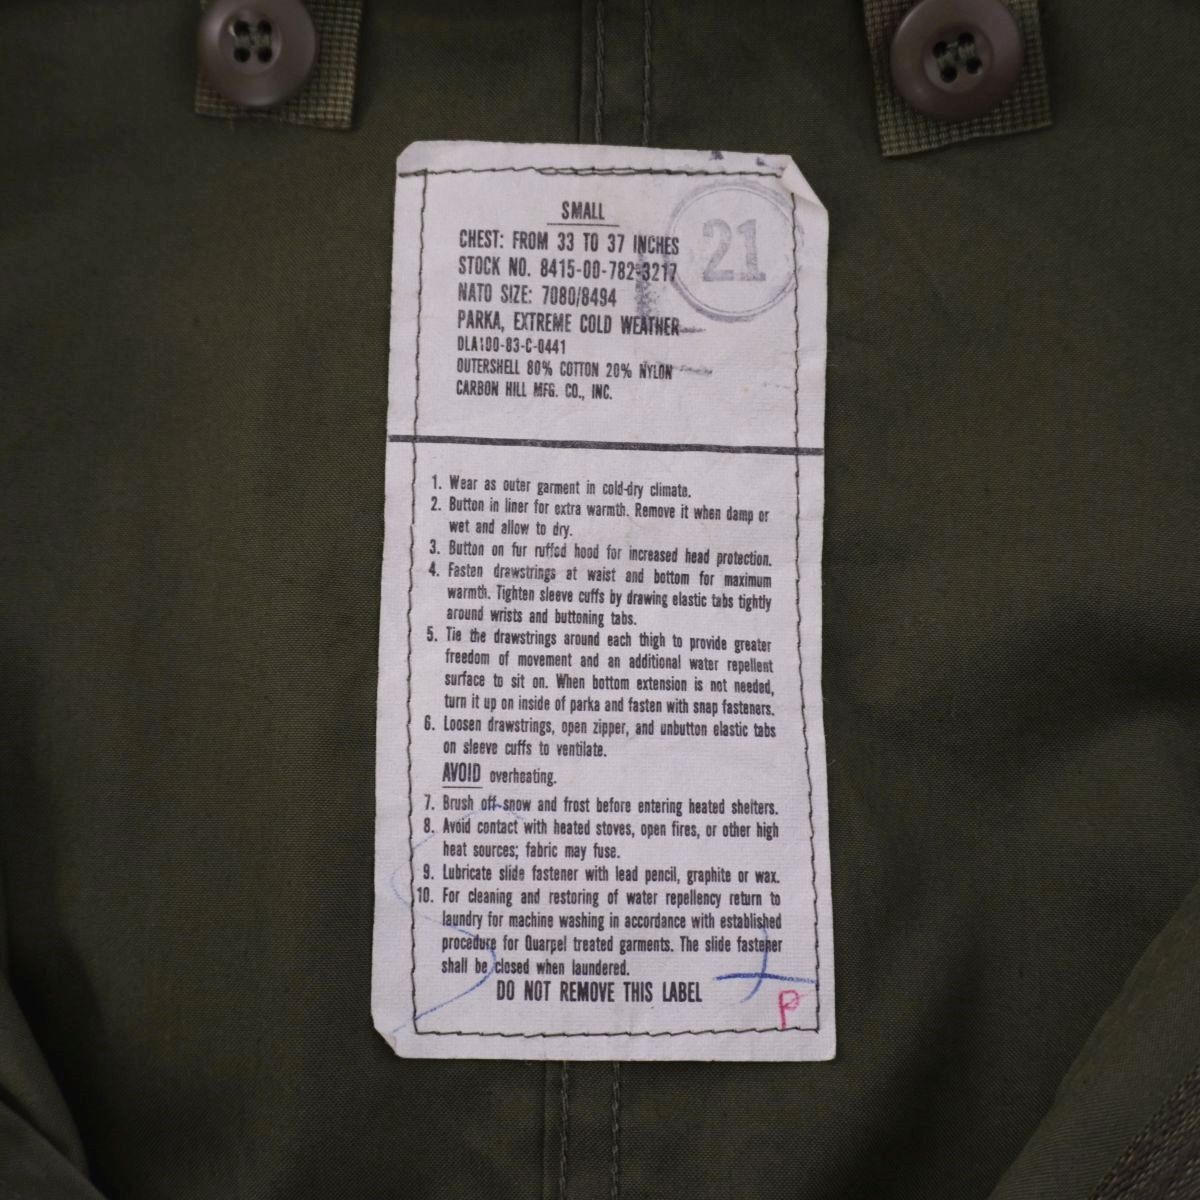 SMALL
21
CHEST: FROM 33 TO 37 INCHES
STOCK NO. 8415-00-782-3217
NATO SIZE: 7080/8494
PARKA, EXTREME COLD WEATHER
DLA100-83-C-0441
OUTERSHELL 80% COTTON 20% NYLON
CARBON HILL MFG. CO., INC.
1. Wear as outer garment in cold-dry climate.
2. Button in liner for extra warmth. Remove it when damp or
wet and allow to dry.
3. Button on fur ruffed hood for increased head protection.
4. Fasten drawstrings at waist and bottom for maximum
warmth. Tighten sleeve cuffs by drawing elastic tabs tightly
around wrists and buttoning tabs.
5. Tie the drawstrings around each thigh to provide greater
freedom of movement and an additional water repellent
surface to sit on. When bottom extension is not needed,
turn it up on inside of parka and fasten with snap fasteners.
6. Loosen drawstrings, open zipper, and unbutton elastic tabs
on sleeve cuffs to ventilate.
AVOID overheating.
7. Brush off snow and frost before entering heated shelters.
8. Avoid contact with heated stoves, open fires, or other high
heat sources; fabric may fuse.
9. Lubricate slide fastener with lead pencil, graphite or wax.
10. For cleaning and restoring of water repellency return to
laundry for machine washing in accordance with established
procedure for Quarpel treated garments. The slide fastener
shall be closed when laundered.
DO NOT REMOVE THIS LABEL
P